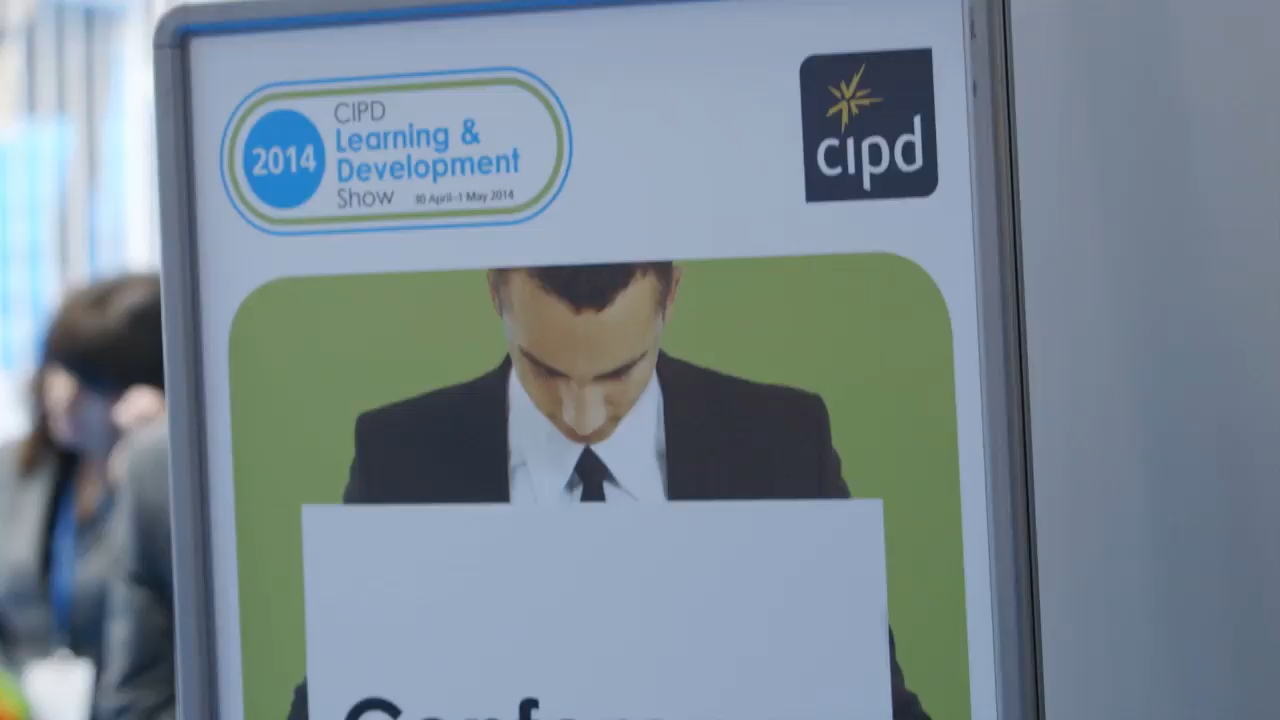 CIPD
Learning &
2014
Development
Show 30 April–1 May 2014
cipd